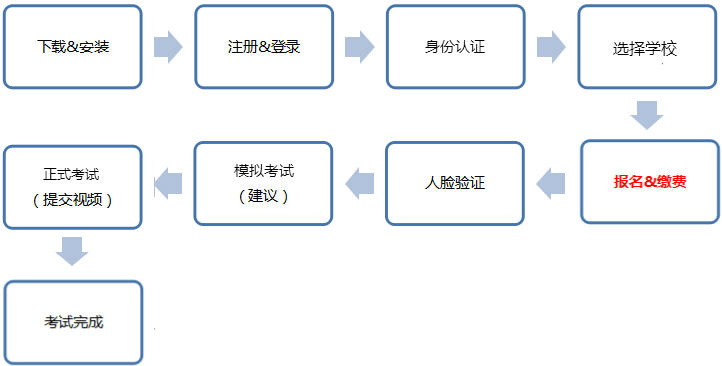 下载&安装
注册&登录
身份认证
选择学校
报名&缴费
人脸验证
模拟考试
（建议）
正式考试
（提交视频）
考试完成